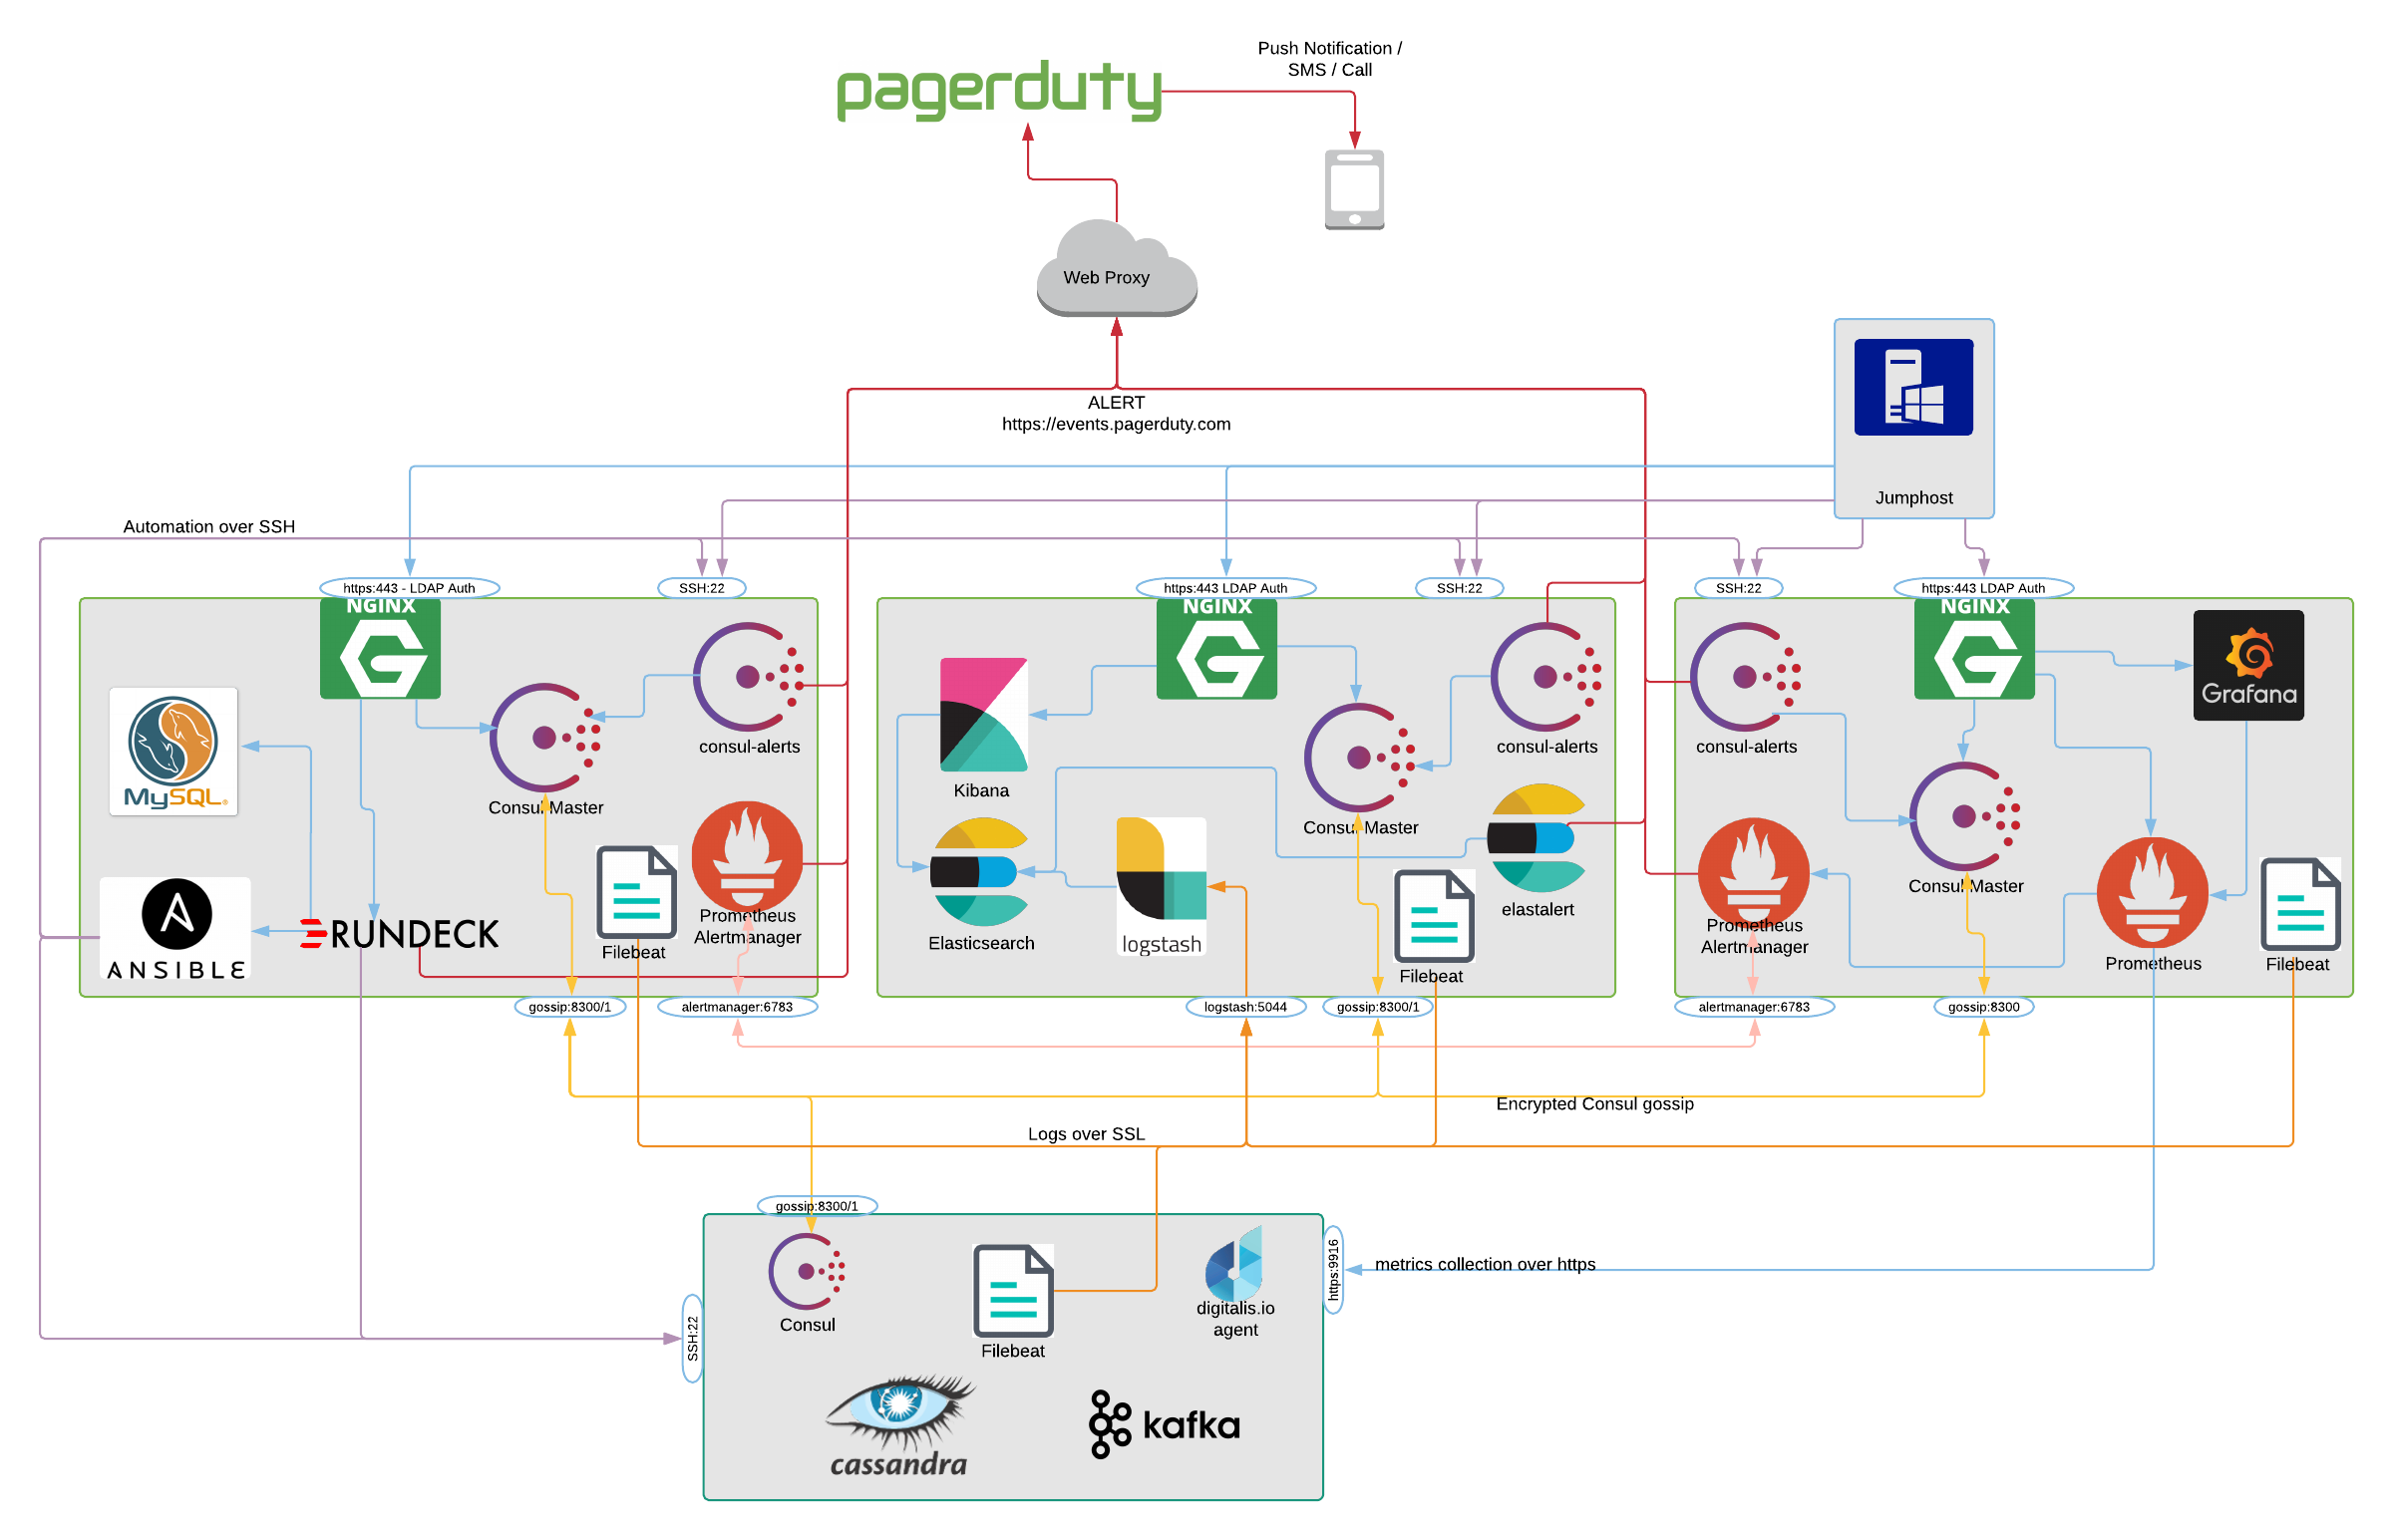 pagerduty
Push Notification /
SMS / Call
Web Proxy
ALERT
https://events.pagerduty.com
Jumphost
Automation over SSH
https:443 - LDAP Auth
SSH:22
https:443 LDAP Auth
SSH:22
SSH:22
https:443 LDAP Auth
NGINX
MySQL®
ANSIBLE
RUNDECK
Consul Master
consul-alerts
Filebeat
Prometheus
Alertmanager
NGINX
Kibana
Elasticsearch
logstash
Consul Master
consul-alerts
elastalert
Filebeat
NGINX
Grafana
consul-alerts
Consul Master
Prometheus
Alertmanager
Prometheus
Filebeat
gossip:8300/1
alertmanager:6783
logstash:5044
gossip:8300/1
alertmanager:6783
gossip:8300
Encrypted Consul gossip
Logs over SSL
gossip:8300/1
https:9916
metrics collection over https
SSH:22
Consul
Filebeat
digitalis.io
agent
cassandra
kafka